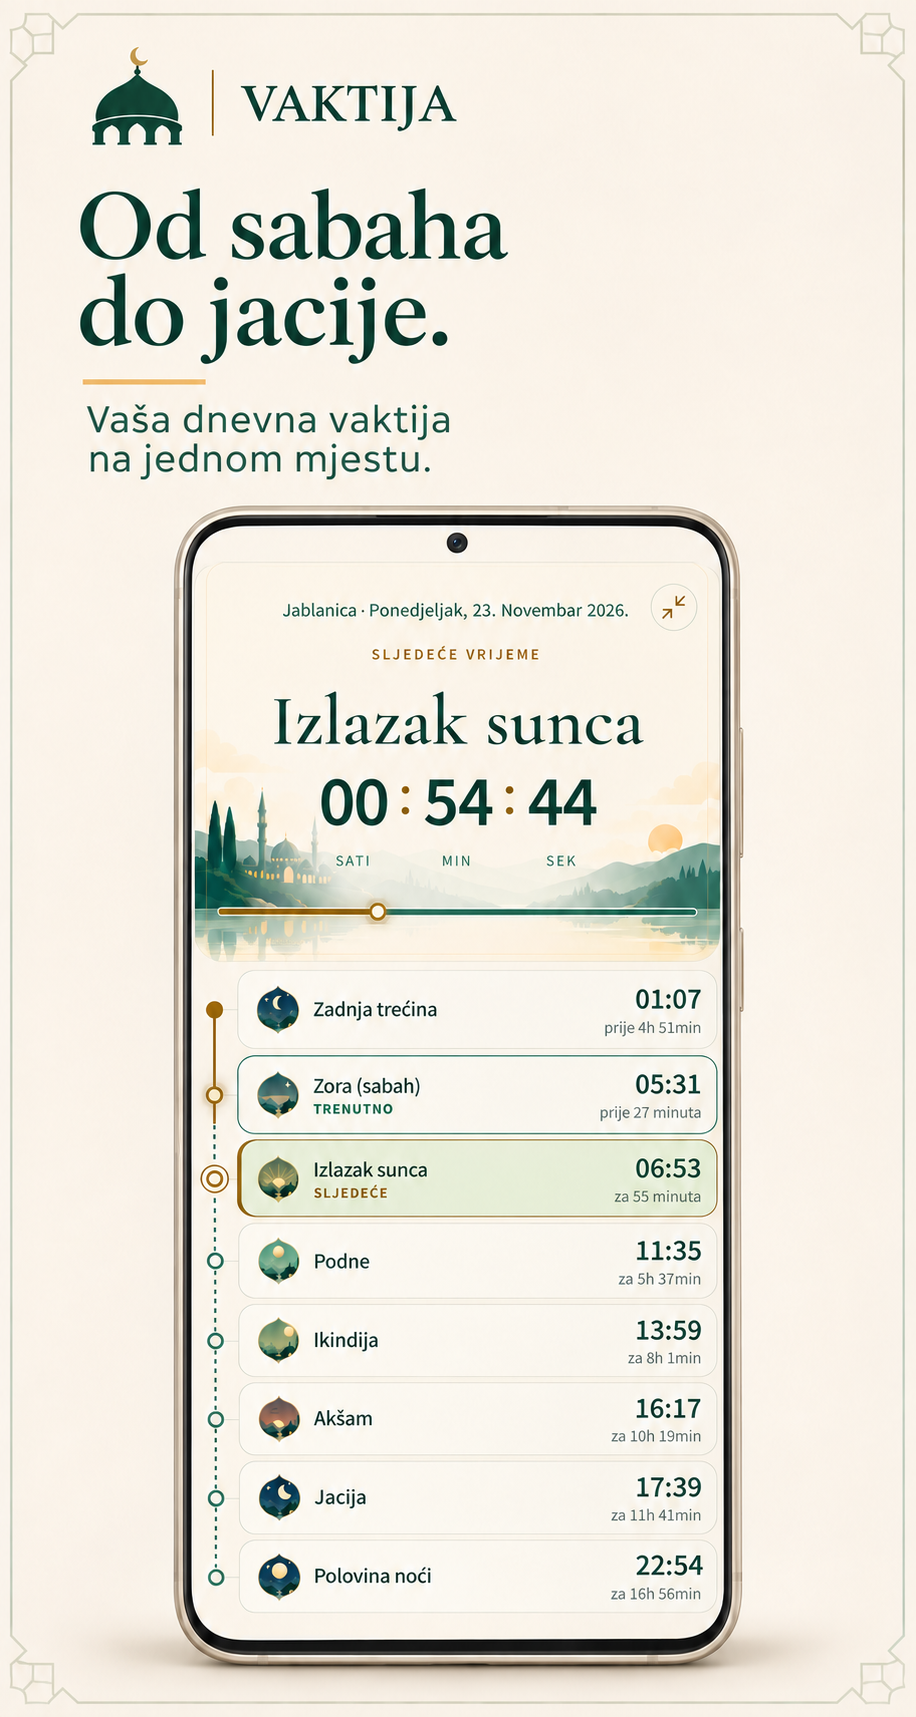 VAKTIJA
Od sabaha
do jacije.
Vaša dnevna vaktija
na jednom mjestu.
Jablanica · Ponedjeljak, 23. Novembar 2026.
SLJEDEĆE VRIJEME
Izlazak sunca
00 : 54 : 44
SATI MIN SEK
Zadnja trećina 01:07
prije 4h 51min
Zora (sabah) 05:31
TRENUTNO prije 27 minuta
Izlazak sunca 06:53
SLJEDEĆE za 55 minuta
Podne 11:35
za 5h 37min
Ikindija 13:59
za 8h 1min
Akšam 16:17
za 10h 19min
Jacija 17:39
za 11h 41min
Polovina noći 22:54
za 16h 56min